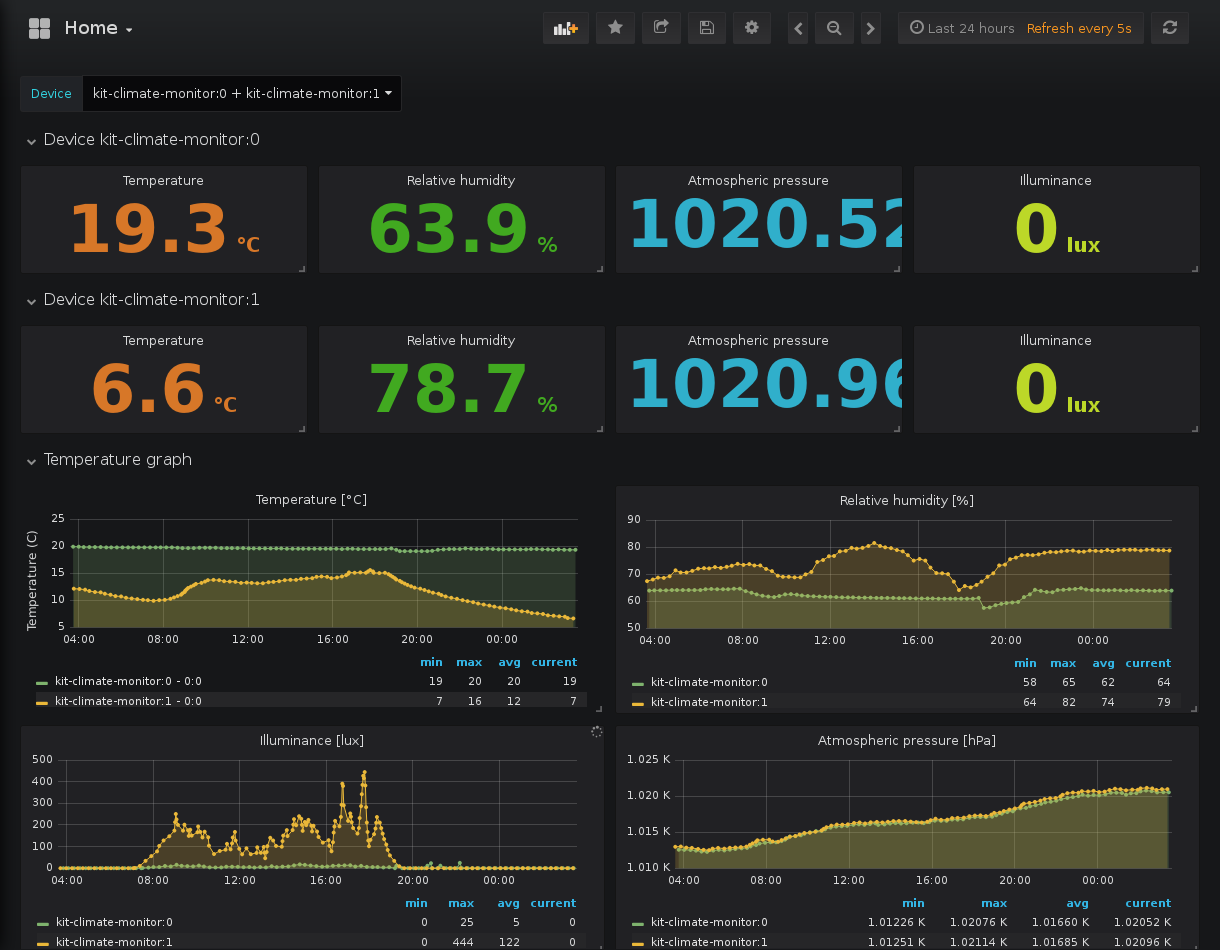 Home
Last 24 hours Refresh every 5s
Device kit-climate-monitor:0 + kit-climate-monitor:1
Device kit-climate-monitor:0
Temperature Relative humidity Atmospheric pressure Illuminance
19.3 °C 63.9 % 1020.52 0 lux
Device kit-climate-monitor:1
Temperature Relative humidity Atmospheric pressure Illuminance
6.6 °C 78.7 % 1020.96 0 lux
Temperature graph
Temperature [°C]
Temperature (C)
25
20
15
10
5
04:00 08:00 12:00 16:00 20:00 00:00
min max avg current
kit-climate-monitor:0 - 0:0 19 20 20 19
kit-climate-monitor:1 - 0:0 7 16 12 7
Relative humidity [%]
90
80
70
60
50
04:00 08:00 12:00 16:00 20:00 00:00
min max avg current
kit-climate-monitor:0 58 65 62 64
kit-climate-monitor:1 64 82 74 79
Illuminance [lux]
500
400
300
200
100
0
04:00 08:00 12:00 16:00 20:00 00:00
min max avg current
kit-climate-monitor:0 0 25 5 0
kit-climate-monitor:1 0 444 122 0
Atmospheric pressure [hPa]
1.025 K
1.020 K
1.015 K
1.010 K
04:00 08:00 12:00 16:00 20:00 00:00
min max avg current
kit-climate-monitor:0 1.01226 K 1.02076 K 1.01660 K 1.02052 K
kit-climate-monitor:1 1.01251 K 1.02114 K 1.01685 K 1.02096 K